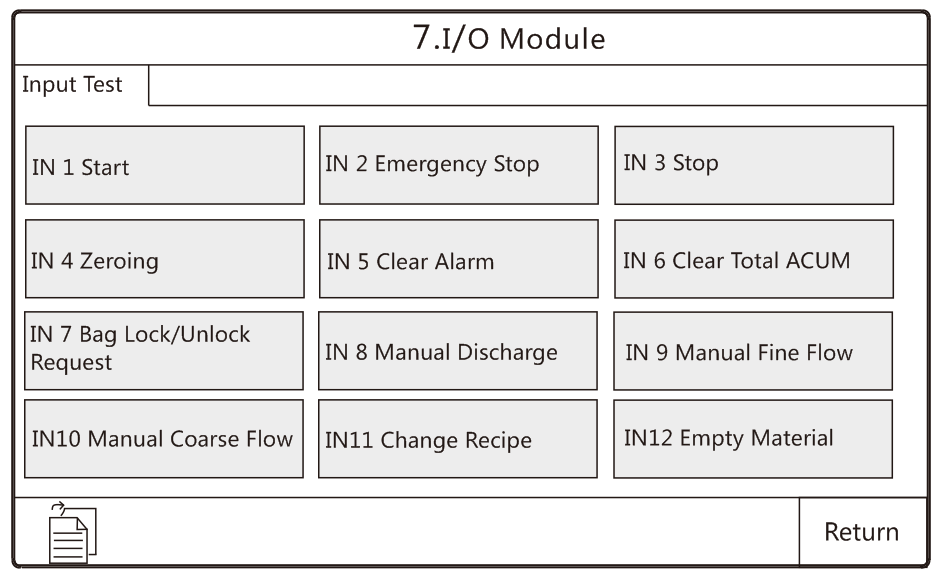 7.I/O Module
Input Test
IN 1 Start
IN 2 Emergency Stop
IN 3 Stop
IN 4 Zeroing
IN 5 Clear Alarm
IN 6 Clear Total ACUM
IN 7 Bag Lock/Unlock
Request
IN 8 Manual Discharge
IN 9 Manual Fine Flow
IN10 Manual Coarse Flow
IN11 Change Recipe
IN12 Empty Material
Return